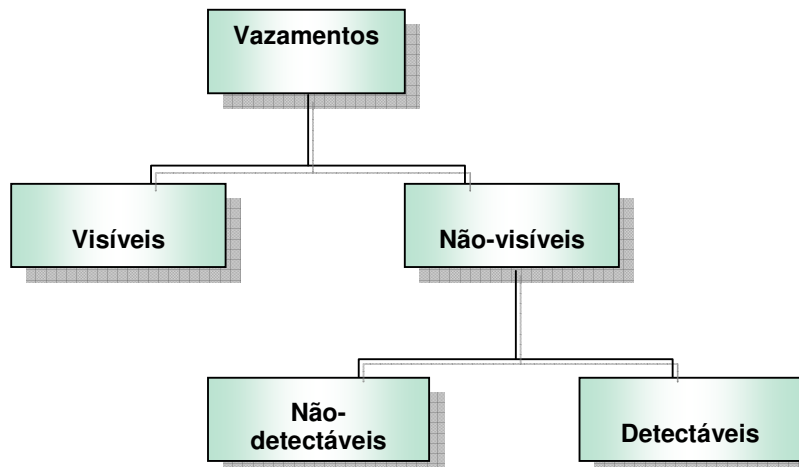 Vazamentos
Visíveis
Não-visíveis
Não-
detectáveis
Detectáveis